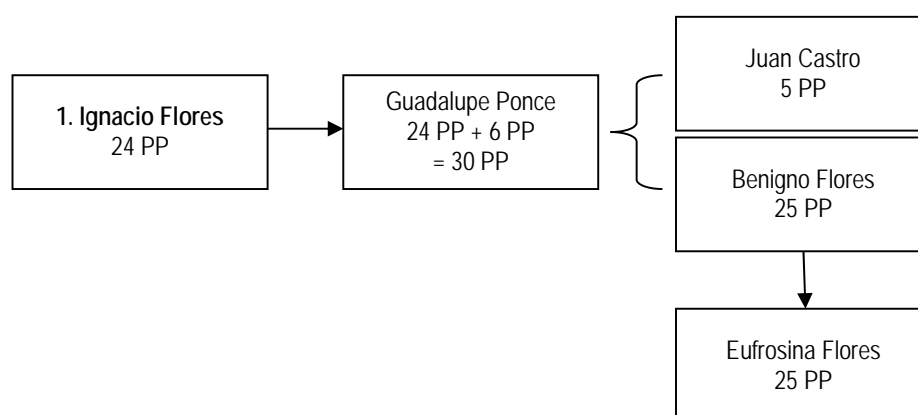 1. Ignacio Flores
24 PP
Guadalupe Ponce
24 PP + 6 PP
= 30 PP
Juan Castro
5 PP
Benigno Flores
25 PP
Eufrosina Flores
25 PP